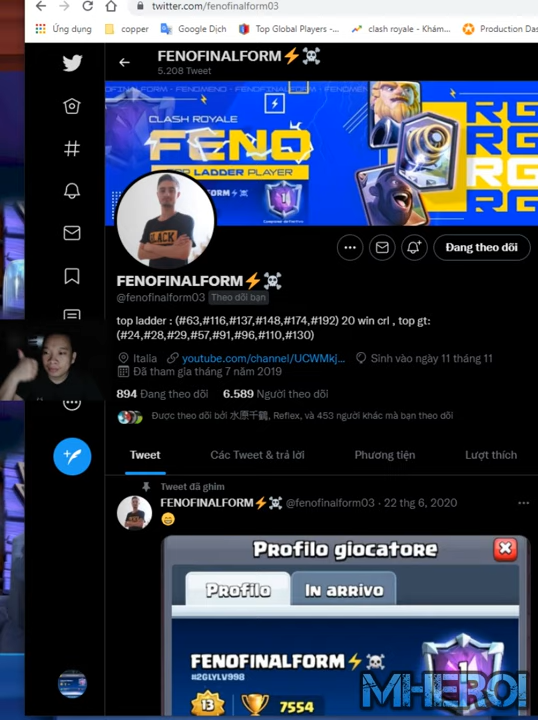 twitter.com/fenofinalform03
Ứng dụng copper Google Dịch Top Global Players -... clash royale - Khám... Production Das
FENOFINALFORM⚡☠️
5.208 Tweet
CLASH ROYALE
FENO
LADDER PLAYER
RG
RG
RG
RG
BLACK
Đang theo dõi
FENOFINALFORM⚡☠️
@fenofinalform03 Theo dõi bạn
top ladder : (#63,#116,#137,#148,#174,#192) 20 win crl , top gt:
(#24,#28,#29,#57,#91,#96,#110,#130)
Italia youtube.com/channel/UCWMkj... Sinh vào ngày 11 tháng 11
Đã tham gia tháng 7 năm 2019
894 Đang theo dõi 6.589 Người theo dõi
Được theo dõi bởi 水原千鶴, Reflex, và 453 người khác mà bạn theo dõi
Tweet Các Tweet & trả lời Phương tiện Lượt thích
Tweet đã ghim
FENOFINALFORM⚡☠️ @fenofinalform03 · 22 thg 6, 2020
😄
Profilo giocatore
Profilo In arrivo
FENOFINALFORM⚡☠️
#2GLYLV998
13 7554
MHERO!